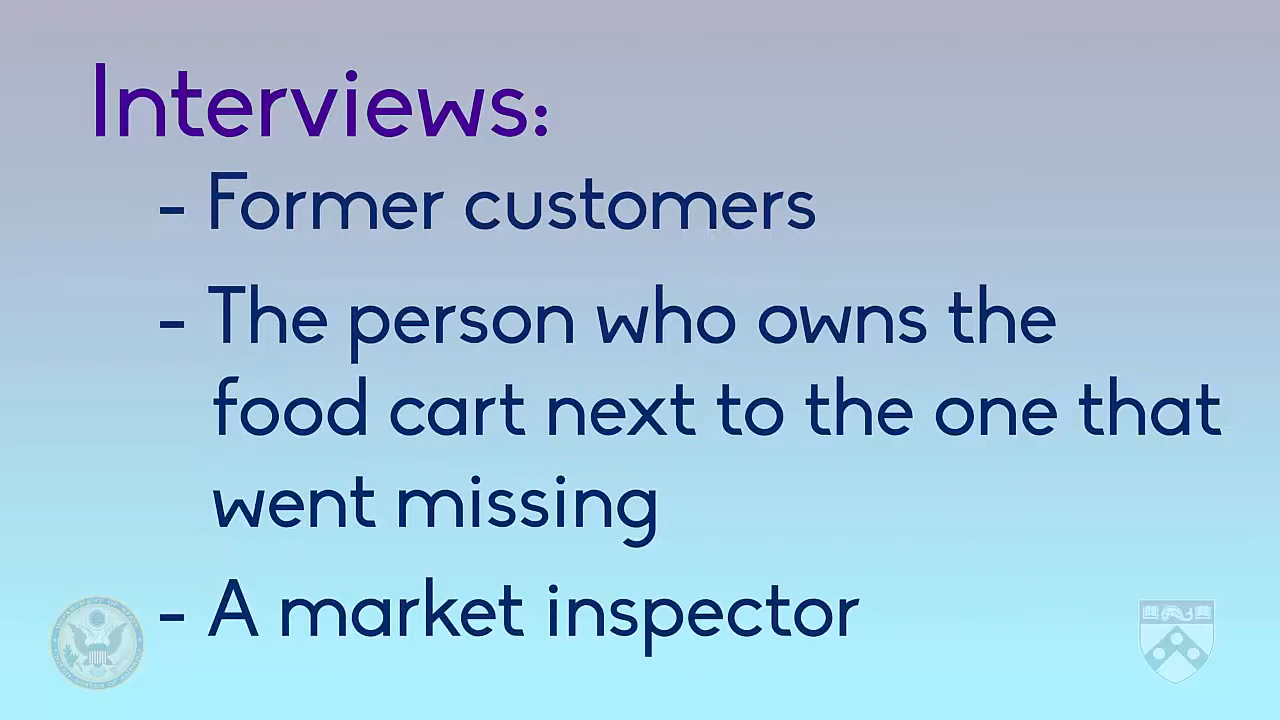 Interviews:
- Former customers
- The person who owns the
food cart next to the one that
went missing
- A market inspector